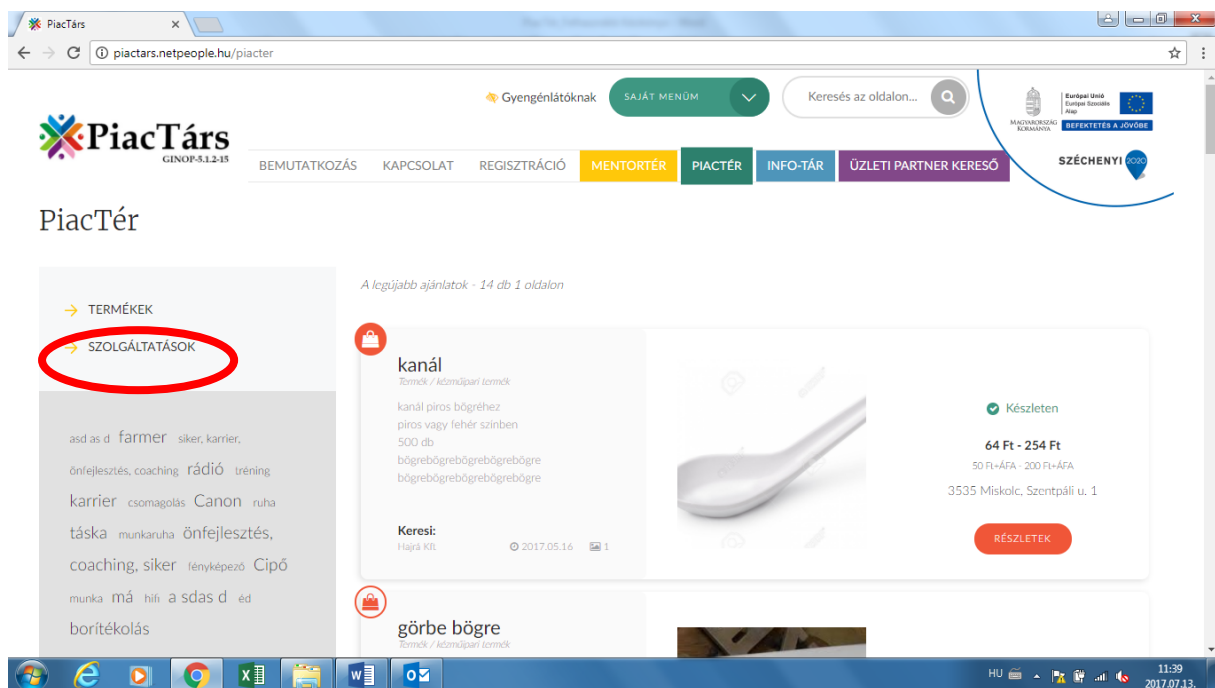 PiacTárs
piactars.netpeople.hu/piacter
Gyengénlátóknak
SAJÁT MENÜM
Keresés az oldalon...
MAGYARORSZÁG KORMÁNYA
Európai Unió
Európai Szociális
Alap
BEFEKTETÉS A JÖVŐBE
SZÉCHENYI 2020
PiacTárs
GINOP-5.1.2-15
BEMUTATKOZÁS KAPCSOLAT REGISZTRÁCIÓ MENTORTÉR PIACTÉR INFO-TÁR ÜZLETI PARTNER KERESŐ
PiacTér
TERMÉKEK
SZOLGÁLTATÁSOK
asd as d farmer siker, karrier,
önfejlesztés, coaching rádió tréning
karrier csomagolás Canon ruha
táska munkaruha önfejlesztés,
coaching, siker fényképező Cipő
munka má hifi a sdas d éd
borítékolás
A legújabb ajánlatok - 14 db 1 oldalon
kanál
Termék / kézműipari termék
kanál piros bögréhez
piros vagy fehér színben
500 db
bögrebögrebögrebögrebögre
bögrebögrebögrebögrebögre
Keresi:
Hajrá Kft. 2017.05.16 1
Készleten
64 Ft - 254 Ft
50 Ft+ÁFA - 200 Ft+ÁFA
3535 Miskolc, Szentpáli u. 1
RÉSZLETEK
görbe bögre
Termék / kézműipari termék
HU
11:39
2017.07.13.